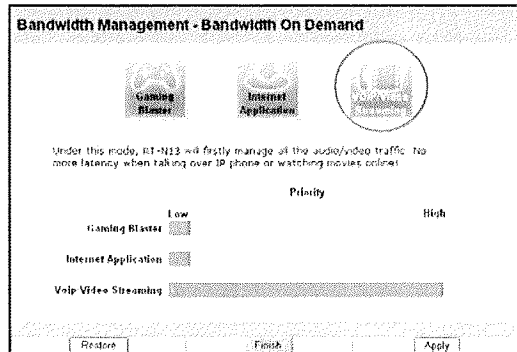 Bandwidth Management - Bandwidth On Demand
Gaming Blaster
Internet Application
Under this mode, RT-N13 will firstly manage all the audio/video traffic. No
more latency when talking over IP phone or watching movies online!
Priority
Low High
Gaming Blaster
Internet Application
Voip Video Streaming
Restore Finish Apply